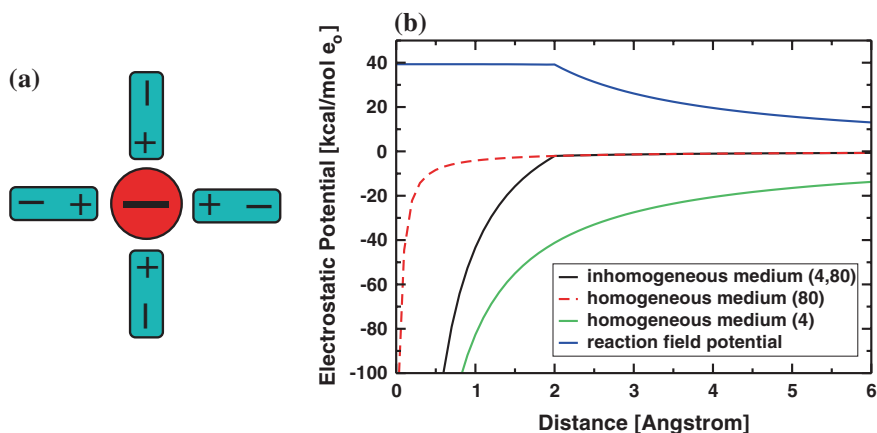 (a)
−
+
− +
−
+ −
+
−
(b)
Electrostatic Potential [kcal/mol e₀]
40
20
0
-20
-40
-60
-80
-100
inhomogeneous medium (4,80)
homogeneous medium (80)
homogeneous medium (4)
reaction field potential
0 1 2 3 4 5 6
Distance [Angstrom]